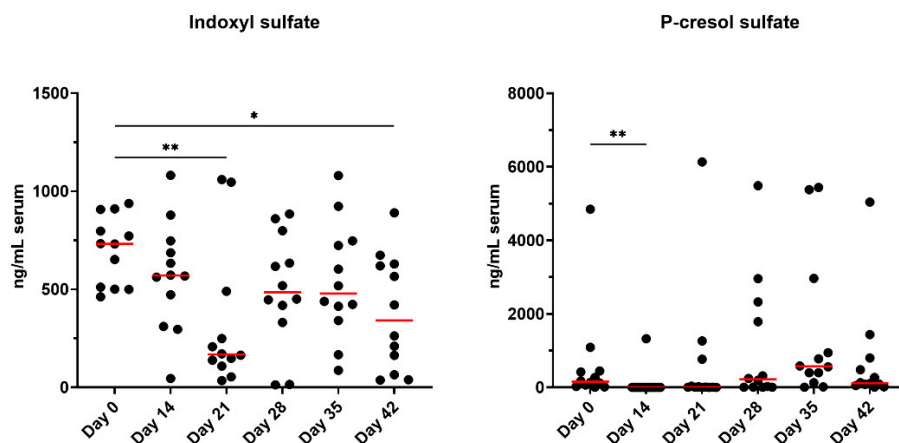 Indoxyl sulfate
1500
1000
500
0
ng/mL serum
*
**
Day 0
Day 14
Day 21
Day 28
Day 35
Day 42
P-cresol sulfate
8000
6000
4000
2000
0
ng/mL serum
**
Day 0
Day 14
Day 21
Day 28
Day 35
Day 42